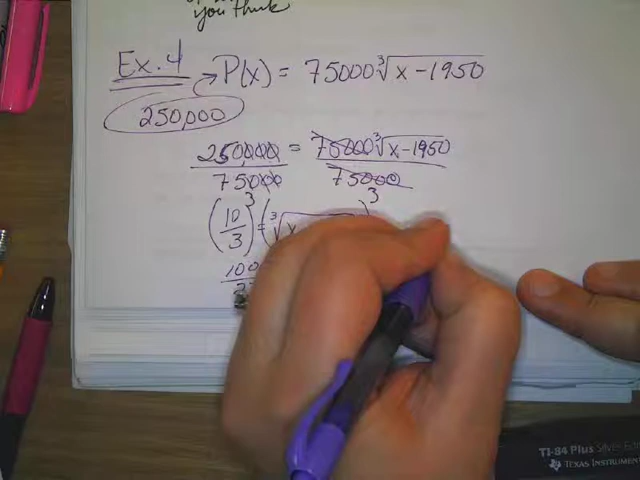 you think
Ex. 4 P(x) = 75000 ∛x - 1950
250,000
250000 = 75000 ∛x-1950
75000 75000
(10/3)³ = (∛x
100
TI-84 Plus
TEXAS INSTRUMENTS